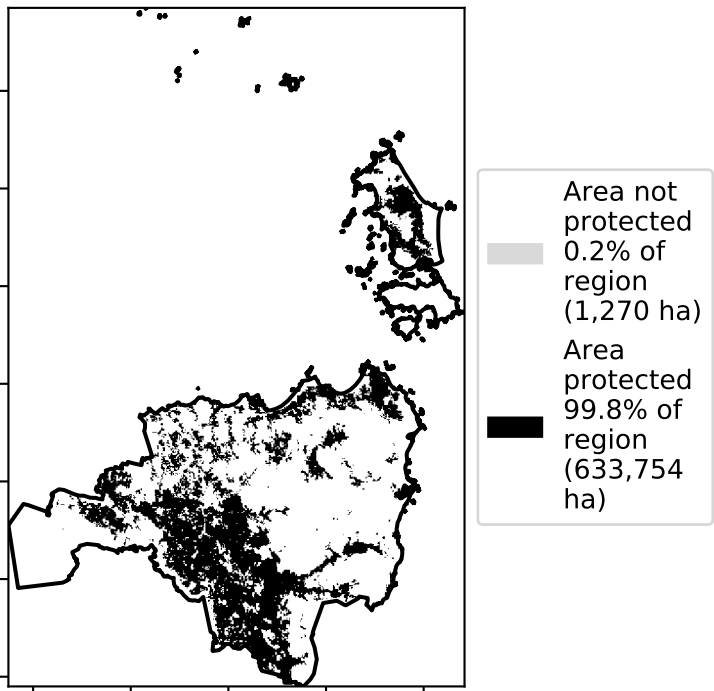 Area not
protected
0.2% of
region
(1,270 ha)
Area
protected
99.8% of
region
(633,754
ha)